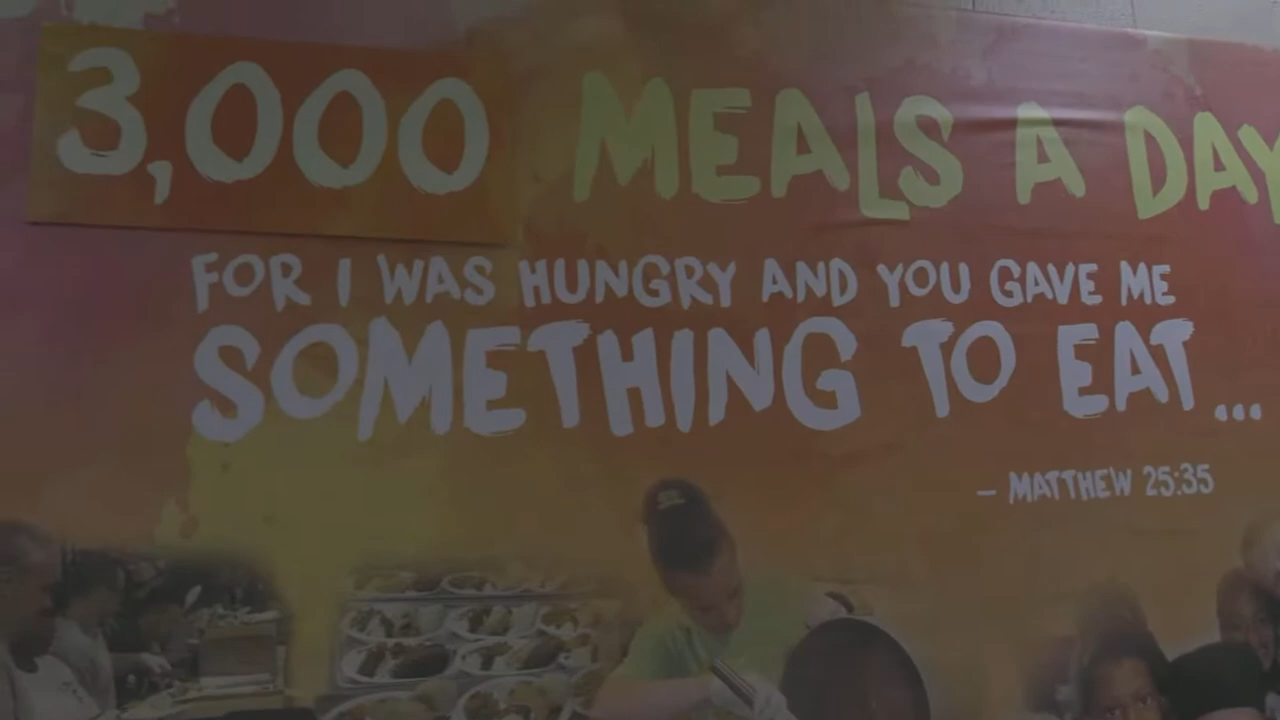 3,000 MEALS A DAY
FOR I WAS HUNGRY AND YOU GAVE ME
SOMETHING TO EAT...
– MATTHEW 25:35